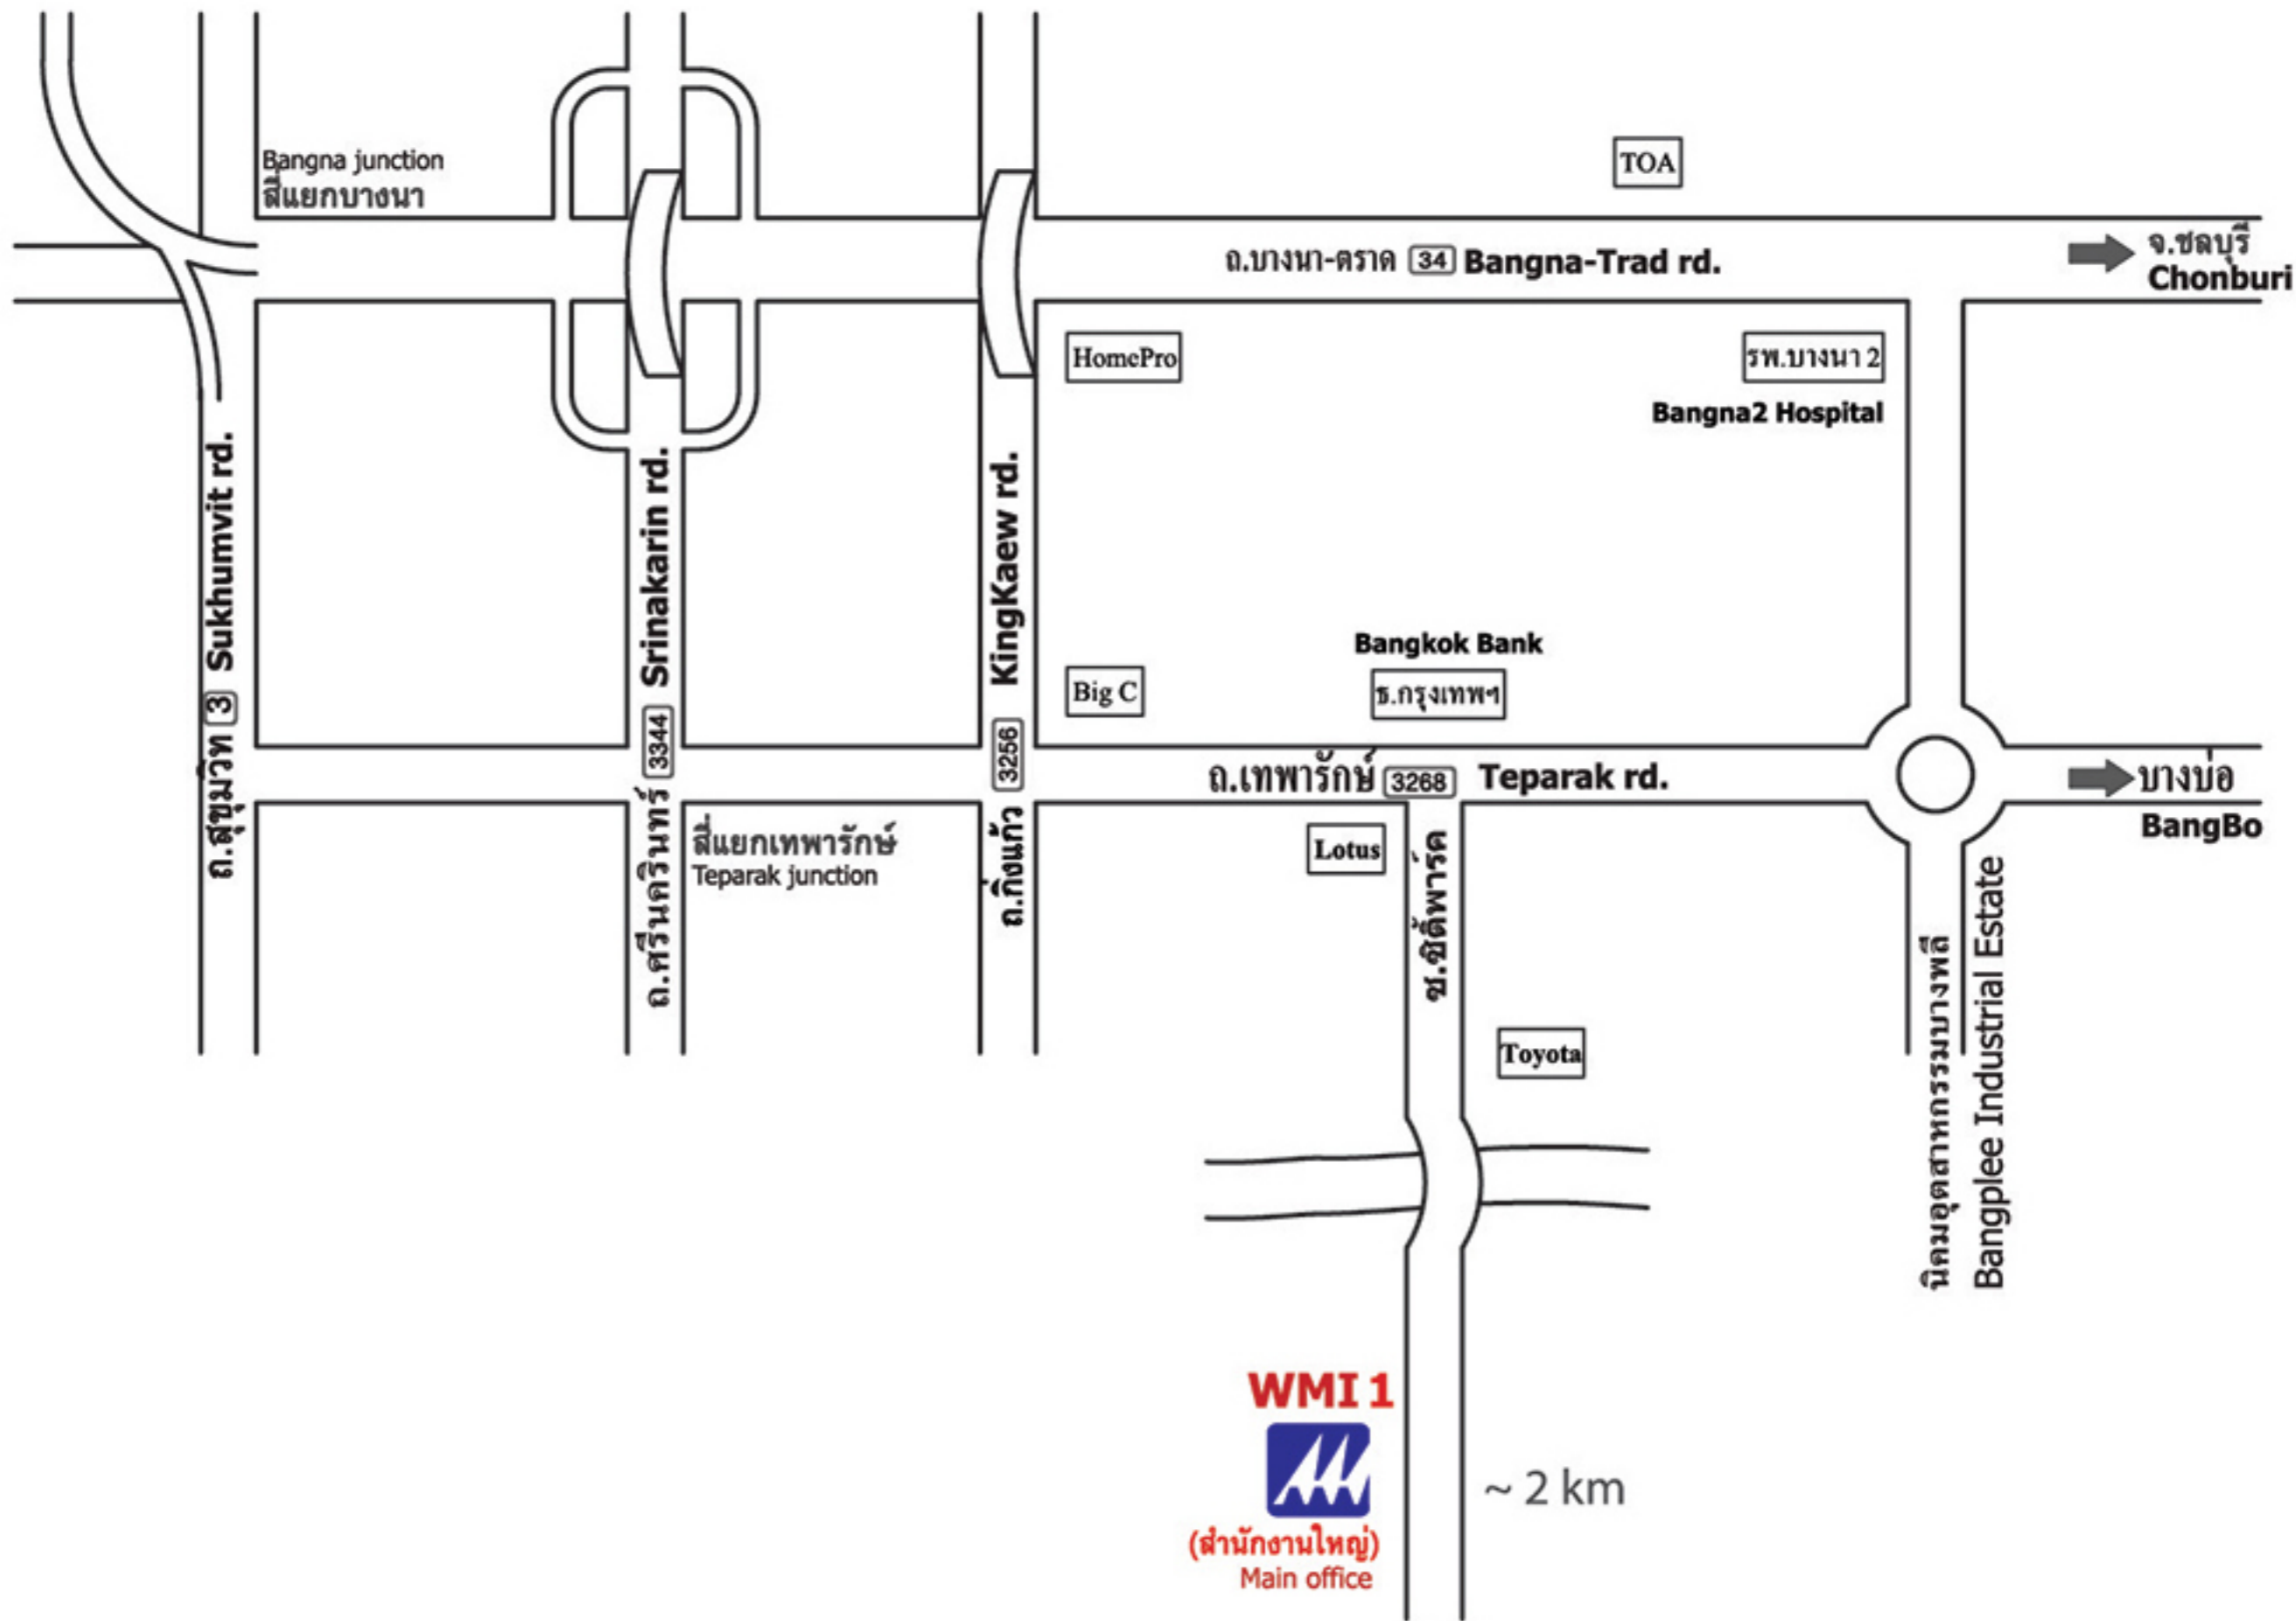 Bangna junction
สี่แยกบางนา
TOA
ถ.บางนา-ตราด 34 Bangna-Trad rd.
จ.ชลบุรี
Chonburi
HomePro
รพ.บางนา 2
Bangna2 Hospital
ถ.สุขุมวิท 3 Sukhumvit rd.
ถ.ศรีนครินทร์ 3344 Srinakarin rd.
ถ.กิ่งแก้ว 3256 KingKaew rd.
Bangkok Bank
ธ.กรุงเทพฯ
Big C
ถ.เทพารักษ์ 3268 Teparak rd.
บางบ่อ
BangBo
สี่แยกเทพารักษ์
Teparak junction
Lotus
ซ.ซิตี้พาร์ค
Toyota
นิคมอุตสาหกรรมบางพลี
Bangplee Industrial Estate
WMI 1
~ 2 km
(สำนักงานใหญ่)
Main office